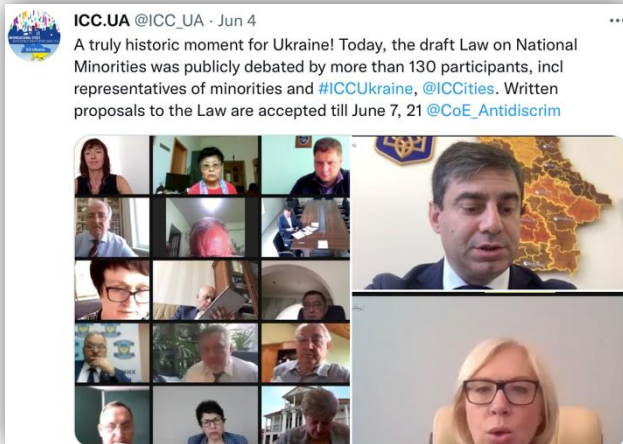 ICC.UA @ICC_UA · Jun 4
A truly historic moment for Ukraine! Today, the draft Law on National
Minorities was publicly debated by more than 130 participants, incl
representatives of minorities and #ICCUkraine, @ICCities. Written
proposals to the Law are accepted till June 7, 21 @CoE_Antidiscrim